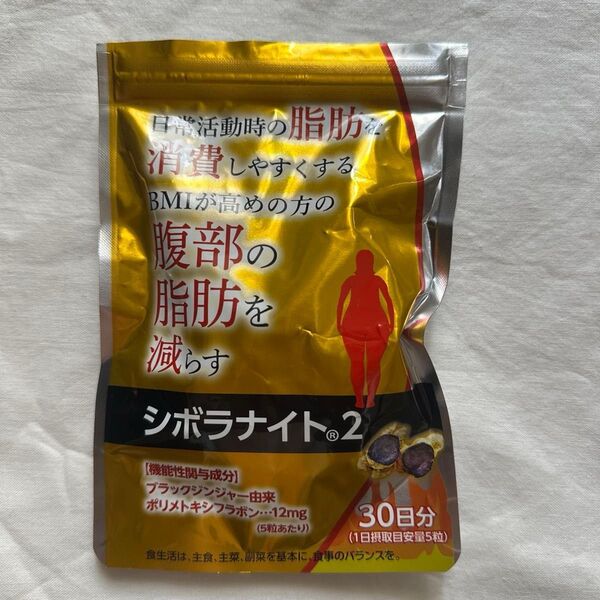 日常活動時の脂肪を
消費しやすくする
BMIが高めの方の
腹部の
脂肪を
減らす
シボラナイト®2
【機能性関与成分】
ブラックジンジャー由来
ポリメトキシフラボン…12mg
(5粒あたり)
30日分
(1日摂取目安量5粒)
食生活は、主食、主菜、副菜を基本に、食事のバランスを。